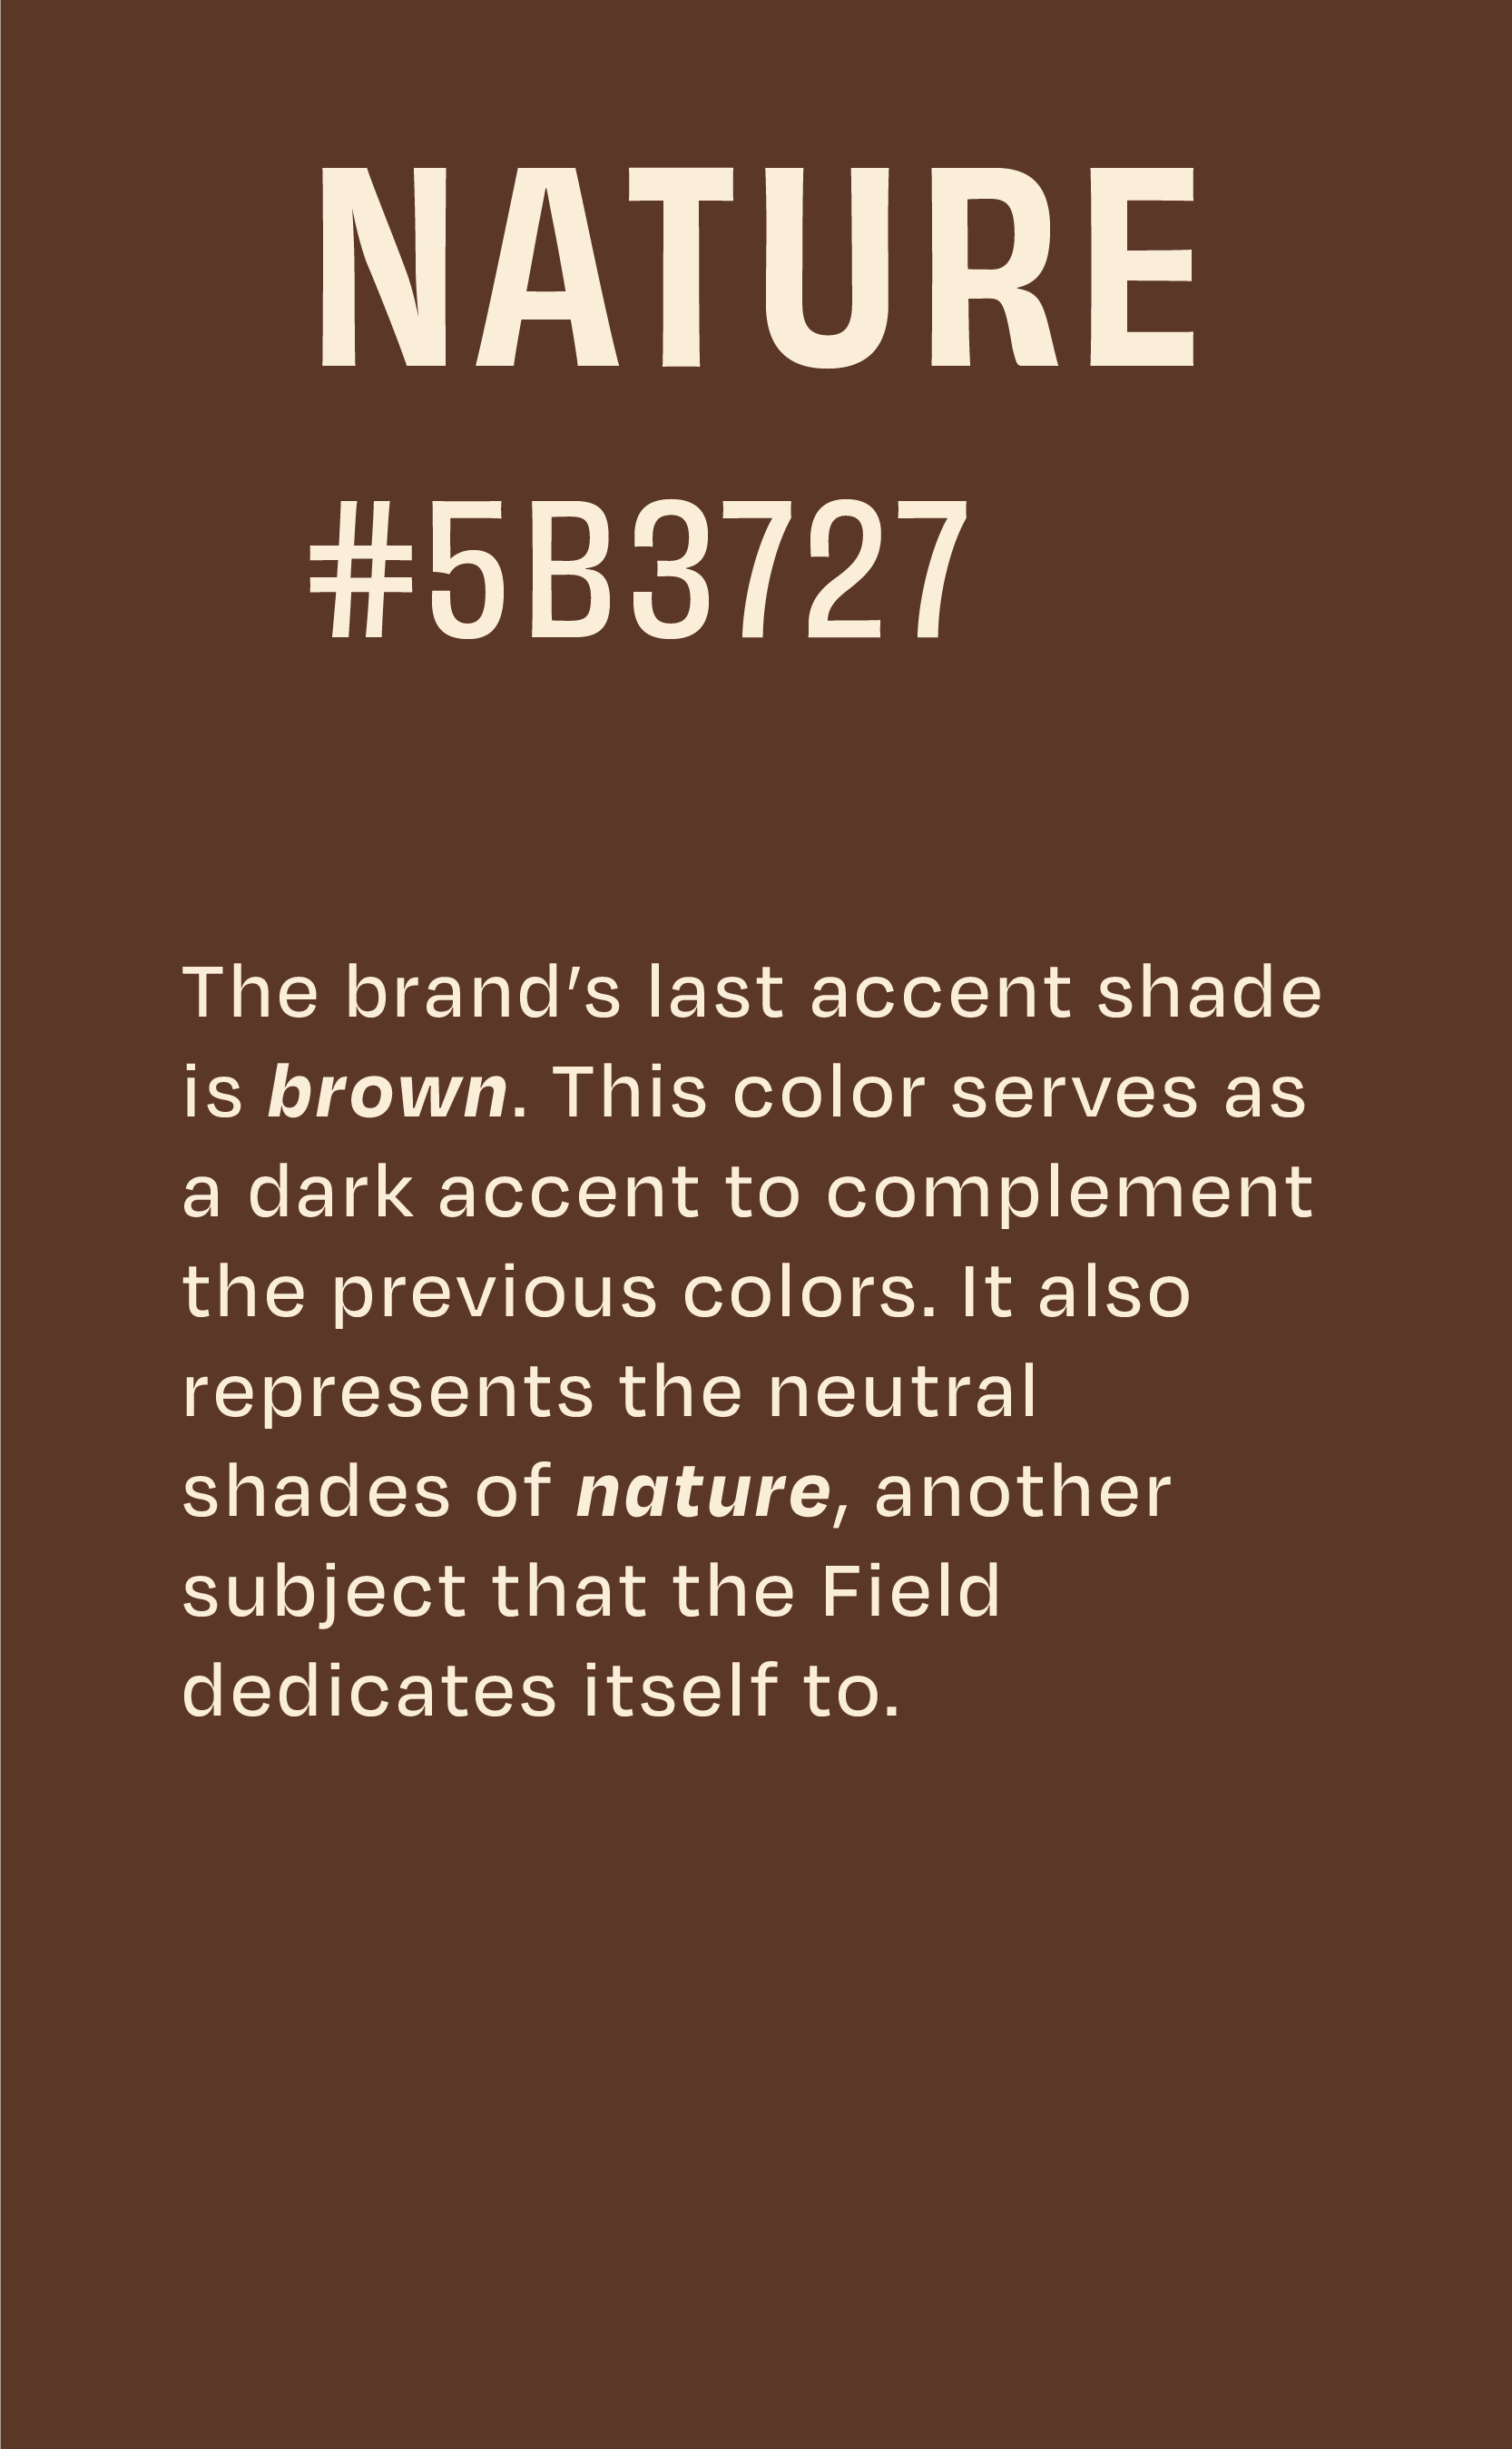 NATURE
#5B3727
The brand’s last accent shade
is brown. This color serves as
a dark accent to complement
the previous colors. It also
represents the neutral
shades of nature, another
subject that the Field
dedicates itself to.